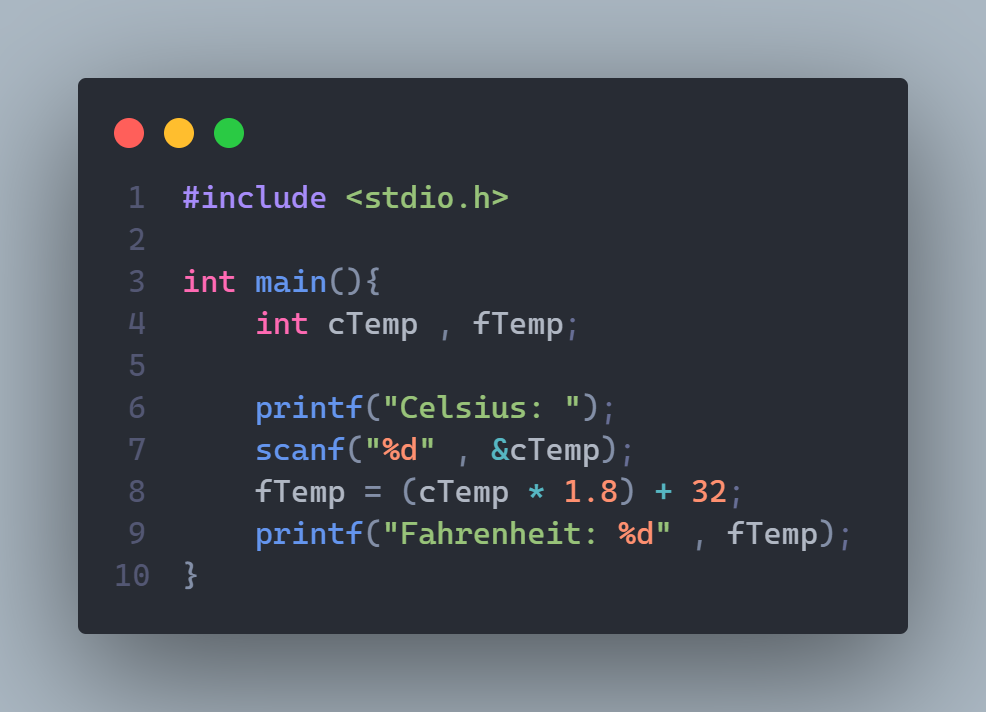 1 #include <stdio.h>
2
3 int main(){
4     int cTemp , fTemp;
5
6     printf("Celsius: ");
7     scanf("%d" , &cTemp);
8     fTemp = (cTemp * 1.8) + 32;
9     printf("Fahrenheit: %d" , fTemp);
10 }